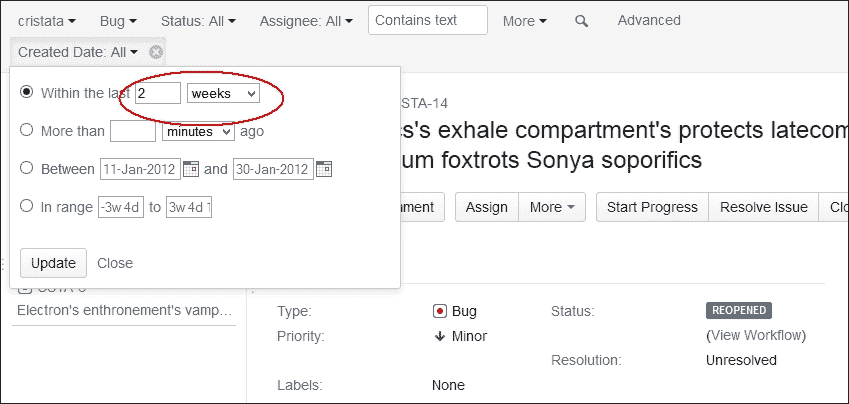 cristata Bug Status: All Assignee: All Contains text More Advanced
Created Date: All
Within the last 2 weeks
More than minutes ago
Between 11-Jan-2012 and 30-Jan-2012
In range -3w 4d to 3w 4d
Update Close
STA-14
s's exhale compartment's protects latecom
um foxtrots Sonya soporifics
Assign More Start Progress Resolve Issue Clo
Electron's enthronement's vamp…
Type: Bug Status: REOPENED
Priority: Minor (View Workflow)
Resolution: Unresolved
Labels: None